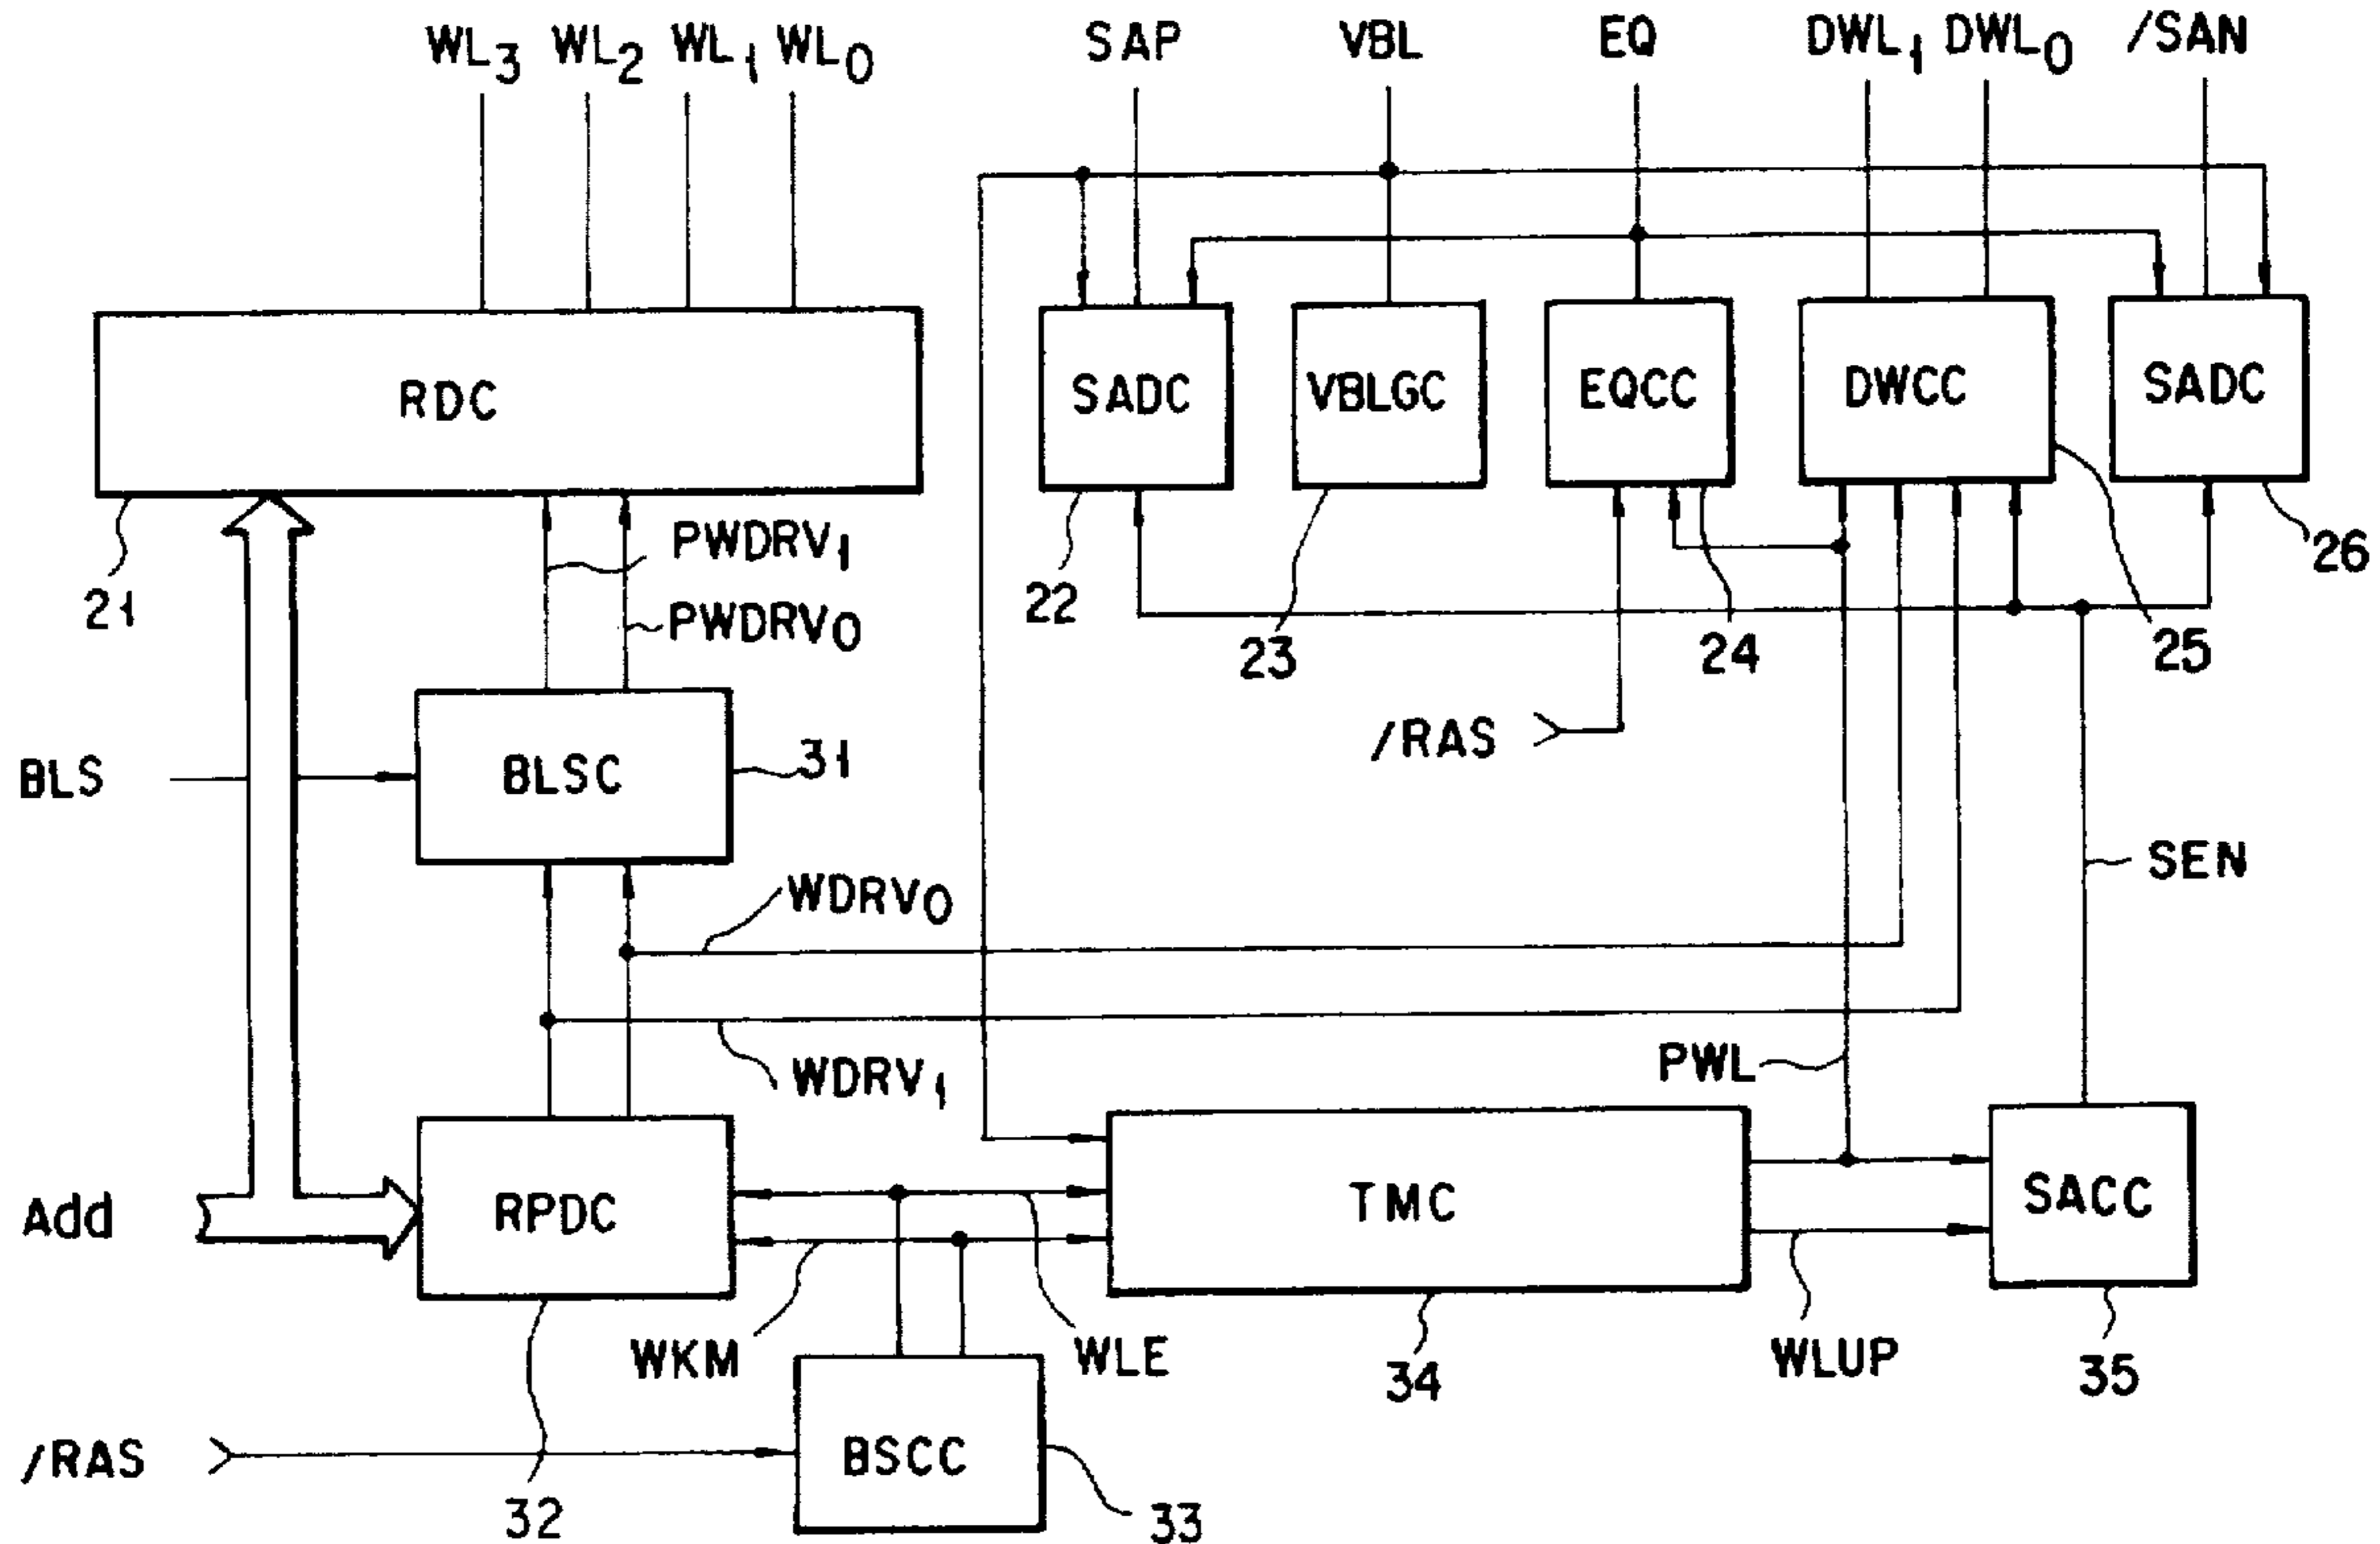 WL3 WL2 WL1 WL0 SAP VBL EQ DWL1 DWL0 /SAN
RDC SADC VBLGC EQCC DWCC SADC
21 PWDRV1 22 23 24 25 26
PWDRV0
/RAS
BLS BLSC 31
SEN
WDRV0
WDRV1 PWL
Add RPDC TMC SACC
WKM WLE 34 WLUP 35
/RAS BSCC
32 33